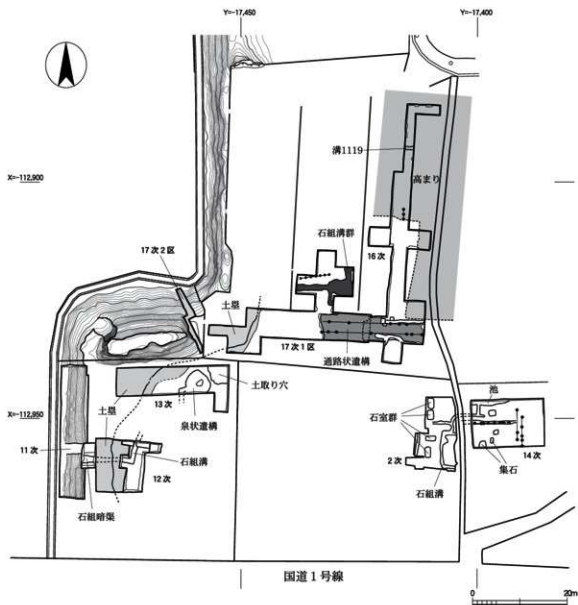 Y=-17,450
Y=-17,400
溝1119
X=-112,900
高まり
17次2区
石組溝群
16次
土塁
17次1区
通路状遺構
土取り穴
池
土塁
13次
石室群
X=-112,950
泉状遺構
11次
石組溝
2次
14次
12次
集石
石組暗渠
石組溝
国道1号線
0
20m